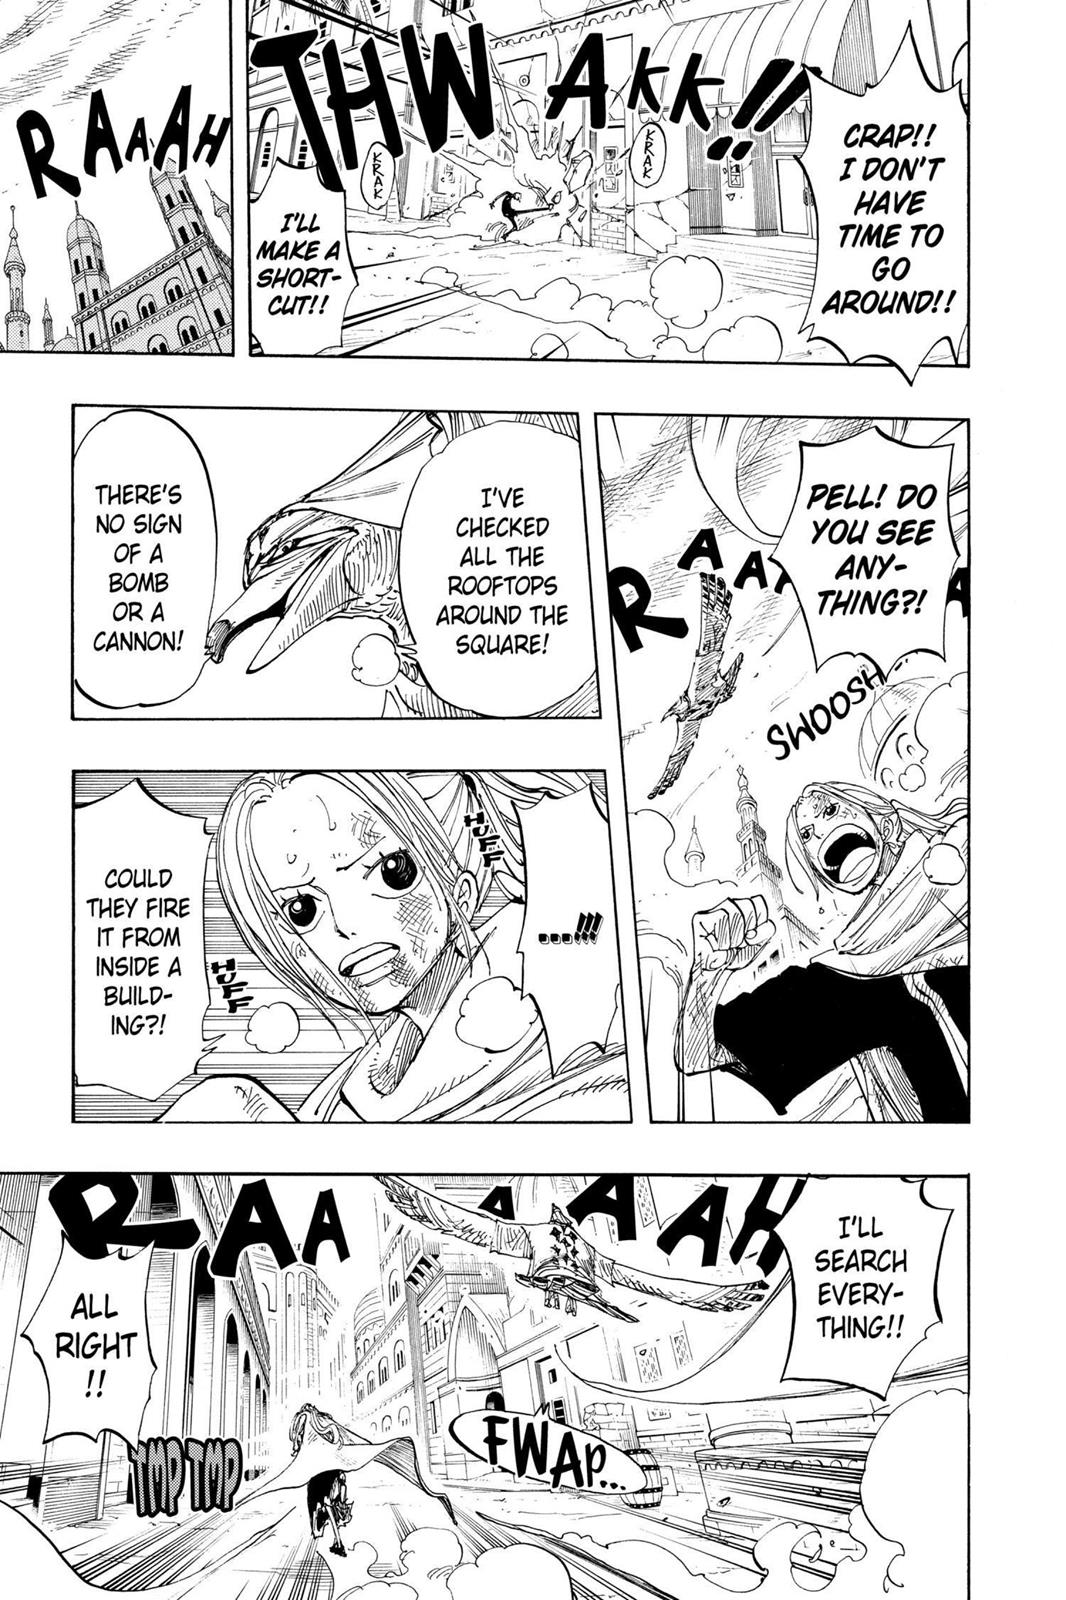 CRAP!!
I DON'T
HAVE
TIME TO
GO
AROUND!!
THWAKK!!
KRAK
KRAK
I'LL
MAKE A
SHORT-
CUT!!
RAAAH
PELL! DO
YOU SEE
ANY-
THING?!
RAAA
SWOOSH
I'VE
CHECKED
ALL THE
ROOFTOPS
AROUND THE
SQUARE!
THERE'S
NO SIGN
OF A
BOMB
OR A
CANNON!
....!!!
HUFF
HUFF
COULD
THEY FIRE
IT FROM
INSIDE A
BUILD-
ING?!
I'LL
SEARCH
EVERY-
THING!!
RAAAAAH
ALL
RIGHT
!!
FWAP...
TMP TMP